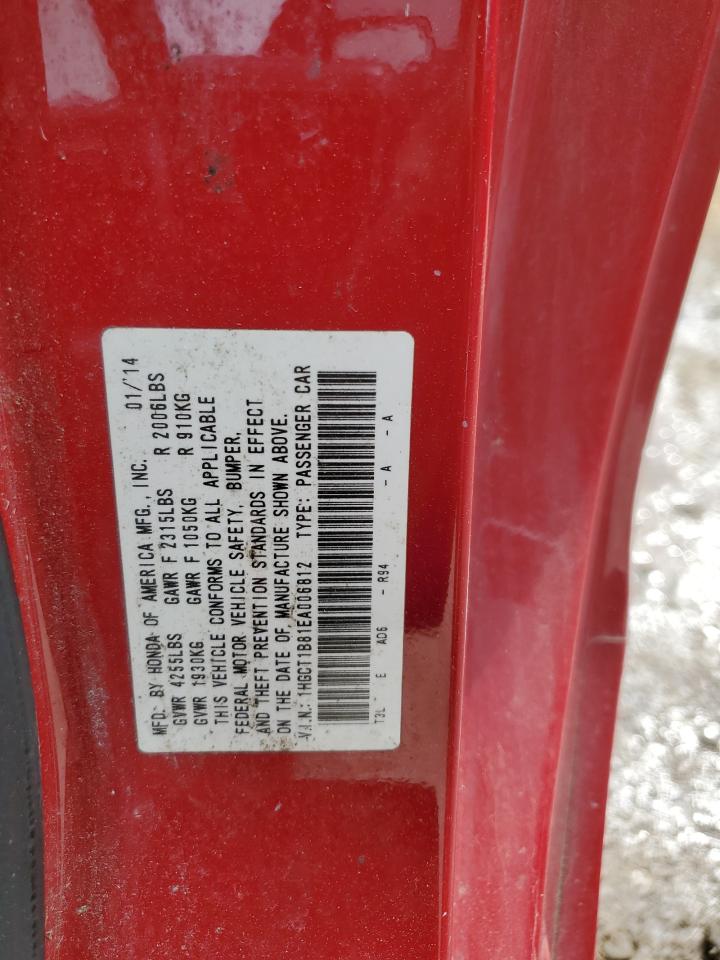 MFD. BY HONDA OF AMERICA MFG., INC. 01/'14
GVWR 4255LBS GAWR F 2315LBS R 2006LBS
GVWR 1930KG GAWR F 1050KG R 910KG
THIS VEHICLE CONFORMS TO ALL APPLICABLE
FEDERAL MOTOR VEHICLE SAFETY, BUMPER,
AND THEFT PREVENTION STANDARDS IN EFFECT
ON THE DATE OF MANUFACTURE SHOWN ABOVE.
V.I.N.: 1HGCT1B81EA006812 TYPE: PASSENGER CAR
T3L E AD6 - R94 - A - A